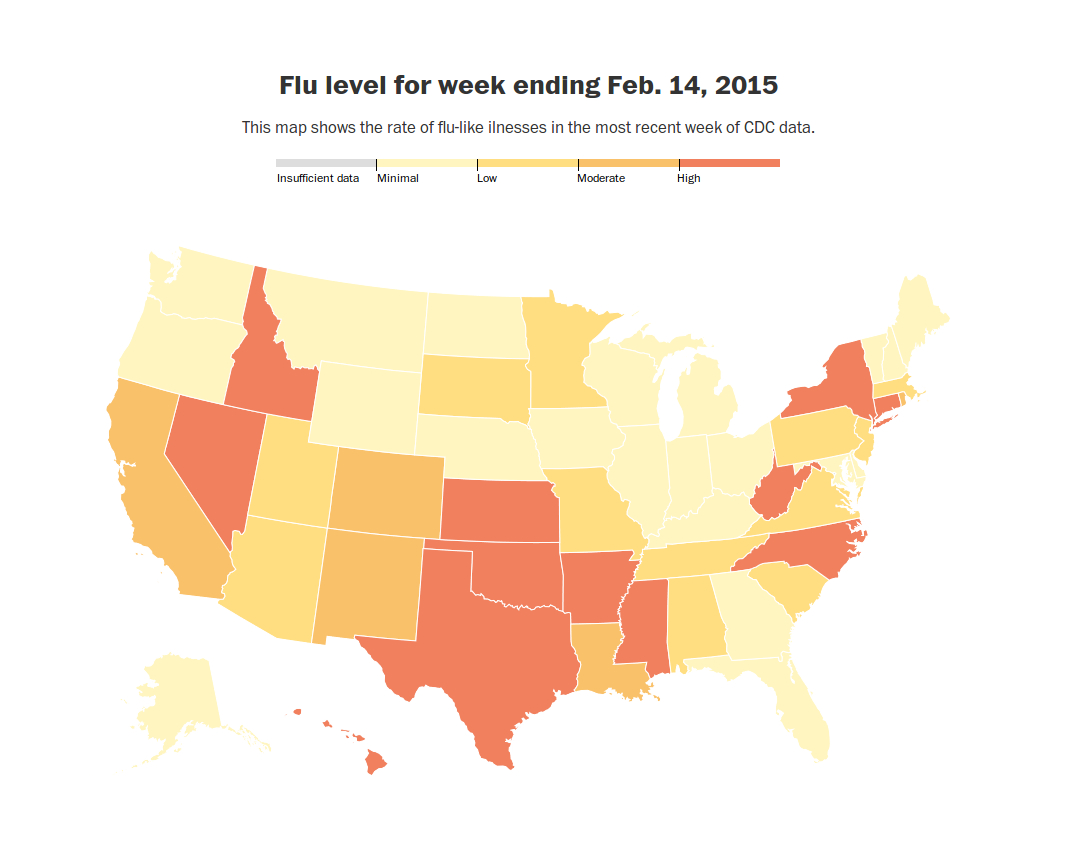 Flu level for week ending Feb. 14, 2015
This map shows the rate of flu-like ilnesses in the most recent week of CDC data.
Insufficient data Minimal Low Moderate High